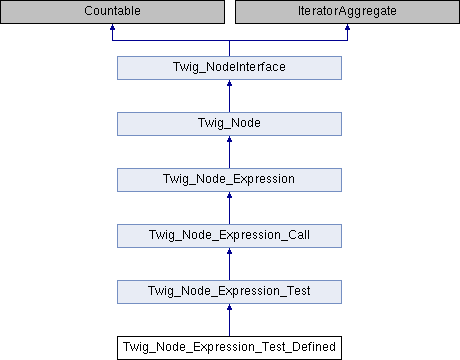 Countable
IteratorAggregate
Twig_NodeInterface
Twig_Node
Twig_Node_Expression
Twig_Node_Expression_Call
Twig_Node_Expression_Test
Twig_Node_Expression_Test_Defined